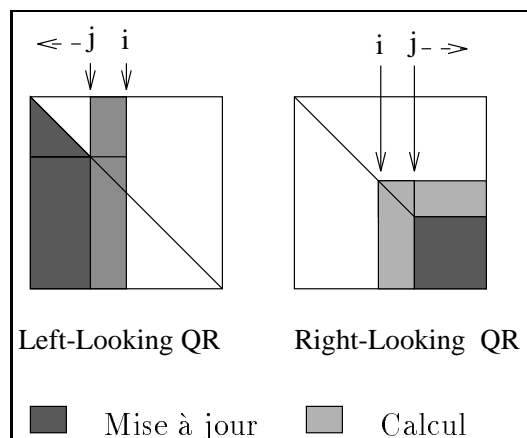 j i
i j
Left-Looking QR
Right-Looking QR
Mise à jour
Calcul